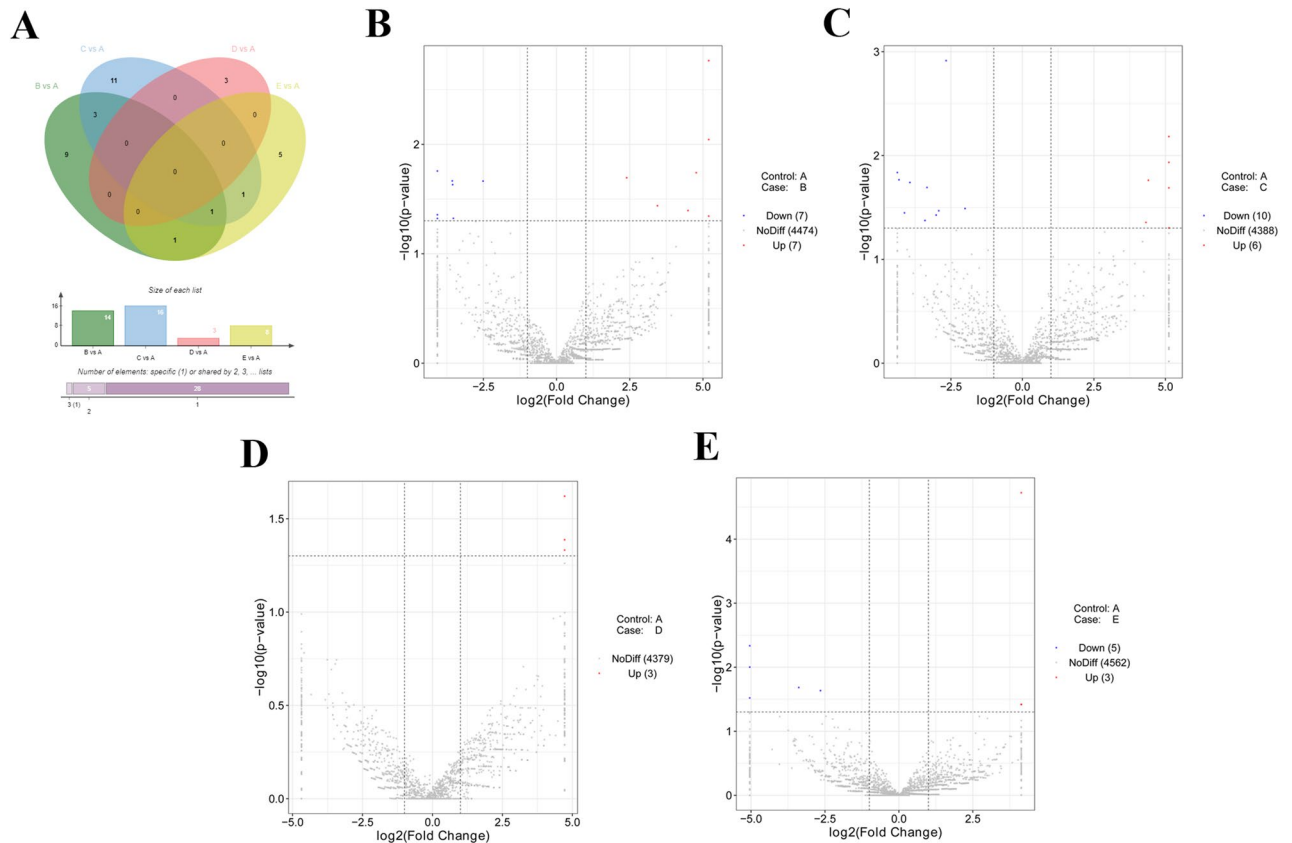 A
C vs A
D vs A
B vs A
E vs A
11
3
0
3
0
9
0
0
5
0
0
0
1
0
1
1
Size of each list
16
8
0
14
16
3
8
B vs A
C vs A
D vs A
E vs A
Number of elements: specific (1) or shared by 2, 3, ... lists
5
28
3 (1)
2
1
B
−log10(p−value)
2
1
0
−2.5
0.0
2.5
5.0
log2(Fold Change)
Control: A
Case: B
Down (7)
NoDiff (4474)
Up (7)
C
−log10(p−value)
3
2
1
0
−2.5
0.0
2.5
5.0
log2(Fold Change)
Control: A
Case: C
Down (10)
NoDiff (4388)
Up (6)
D
−log10(p−value)
1.5
1.0
0.5
0.0
−5.0
−2.5
0.0
2.5
5.0
log2(Fold Change)
Control: A
Case: D
NoDiff (4379)
Up (3)
E
−log10(p−value)
4
3
2
1
0
−5.0
−2.5
0.0
2.5
log2(Fold Change)
Control: A
Case: E
Down (5)
NoDiff (4562)
Up (3)